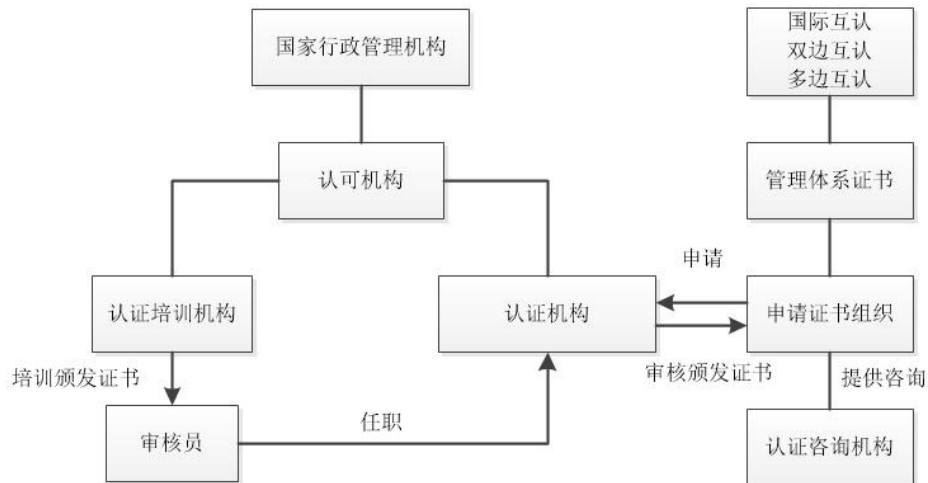 国家行政管理机构
国际互认
双边互认
多边互认
认可机构
管理体系证书
申请
认证培训机构
认证机构
申请证书组织
培训颁发证书
审核颁发证书
提供咨询
任职
审核员
认证咨询机构